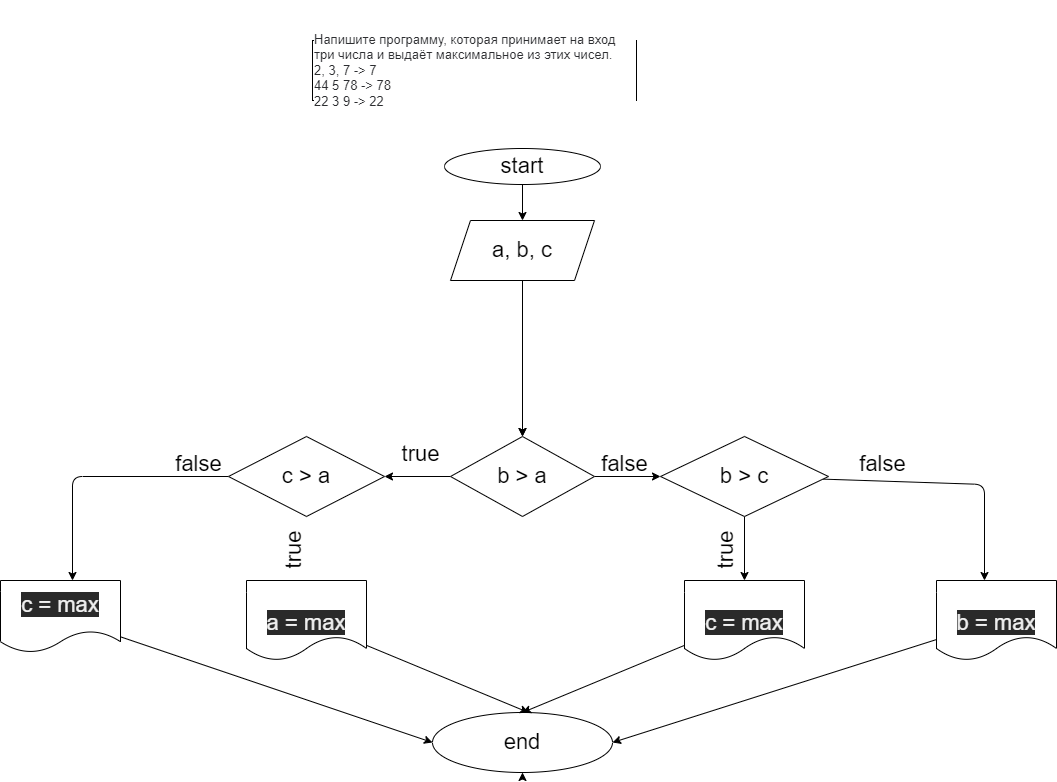 Напишите программу, которая принимает на вход
три числа и выдаёт максимальное из этих чисел.
2, 3, 7 -> 7
44 5 78 -> 78
22 3 9 -> 22
start
a, b, c
false
c > a
true
b > a
false
b > c
false
true
true
c = max
a = max
c = max
b = max
end